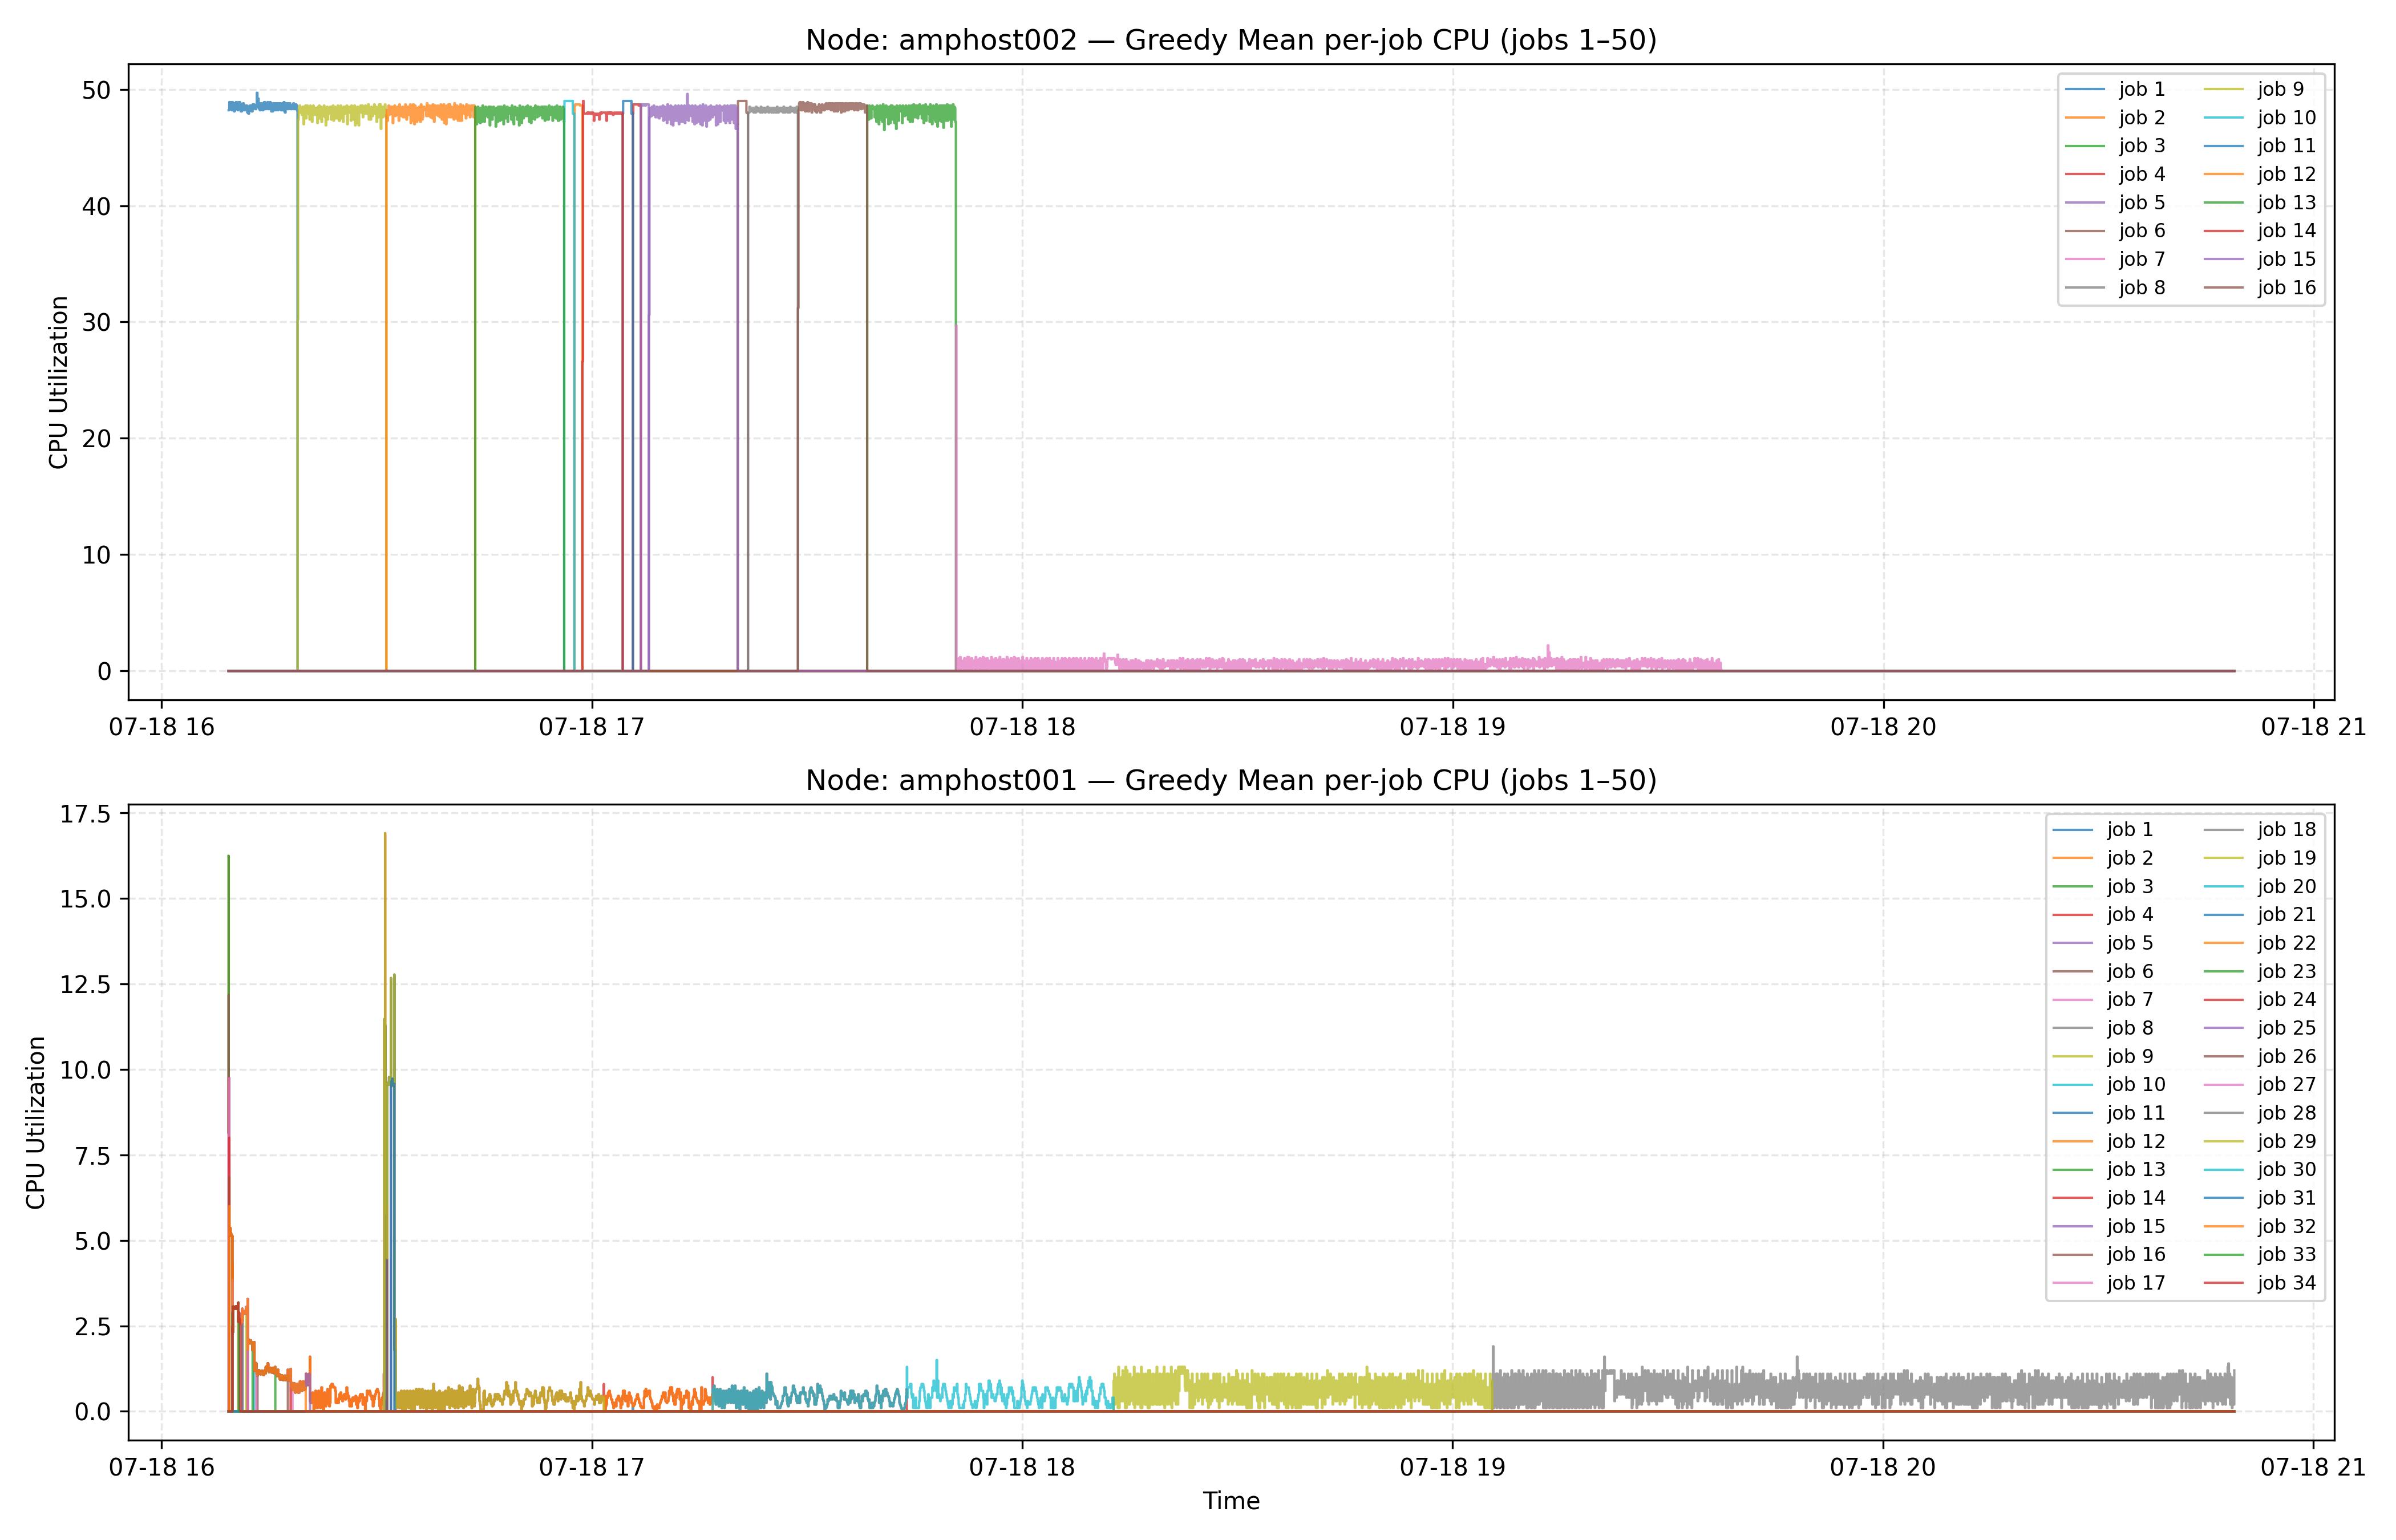 Node: amphost002 — Greedy Mean per-job CPU (jobs 1–50)
CPU Utilization
50
40
30
20
10
0
job 1
job 2
job 3
job 4
job 5
job 6
job 7
job 8
job 9
job 10
job 11
job 12
job 13
job 14
job 15
job 16
07-18 16
07-18 17
07-18 18
07-18 19
07-18 20
07-18 21
Node: amphost001 — Greedy Mean per-job CPU (jobs 1–50)
CPU Utilization
17.5
15.0
12.5
10.0
7.5
5.0
2.5
0.0
job 1
job 2
job 3
job 4
job 5
job 6
job 7
job 8
job 9
job 10
job 11
job 12
job 13
job 14
job 15
job 16
job 17
job 18
job 19
job 20
job 21
job 22
job 23
job 24
job 25
job 26
job 27
job 28
job 29
job 30
job 31
job 32
job 33
job 34
07-18 16
07-18 17
07-18 18
07-18 19
07-18 20
07-18 21
Time